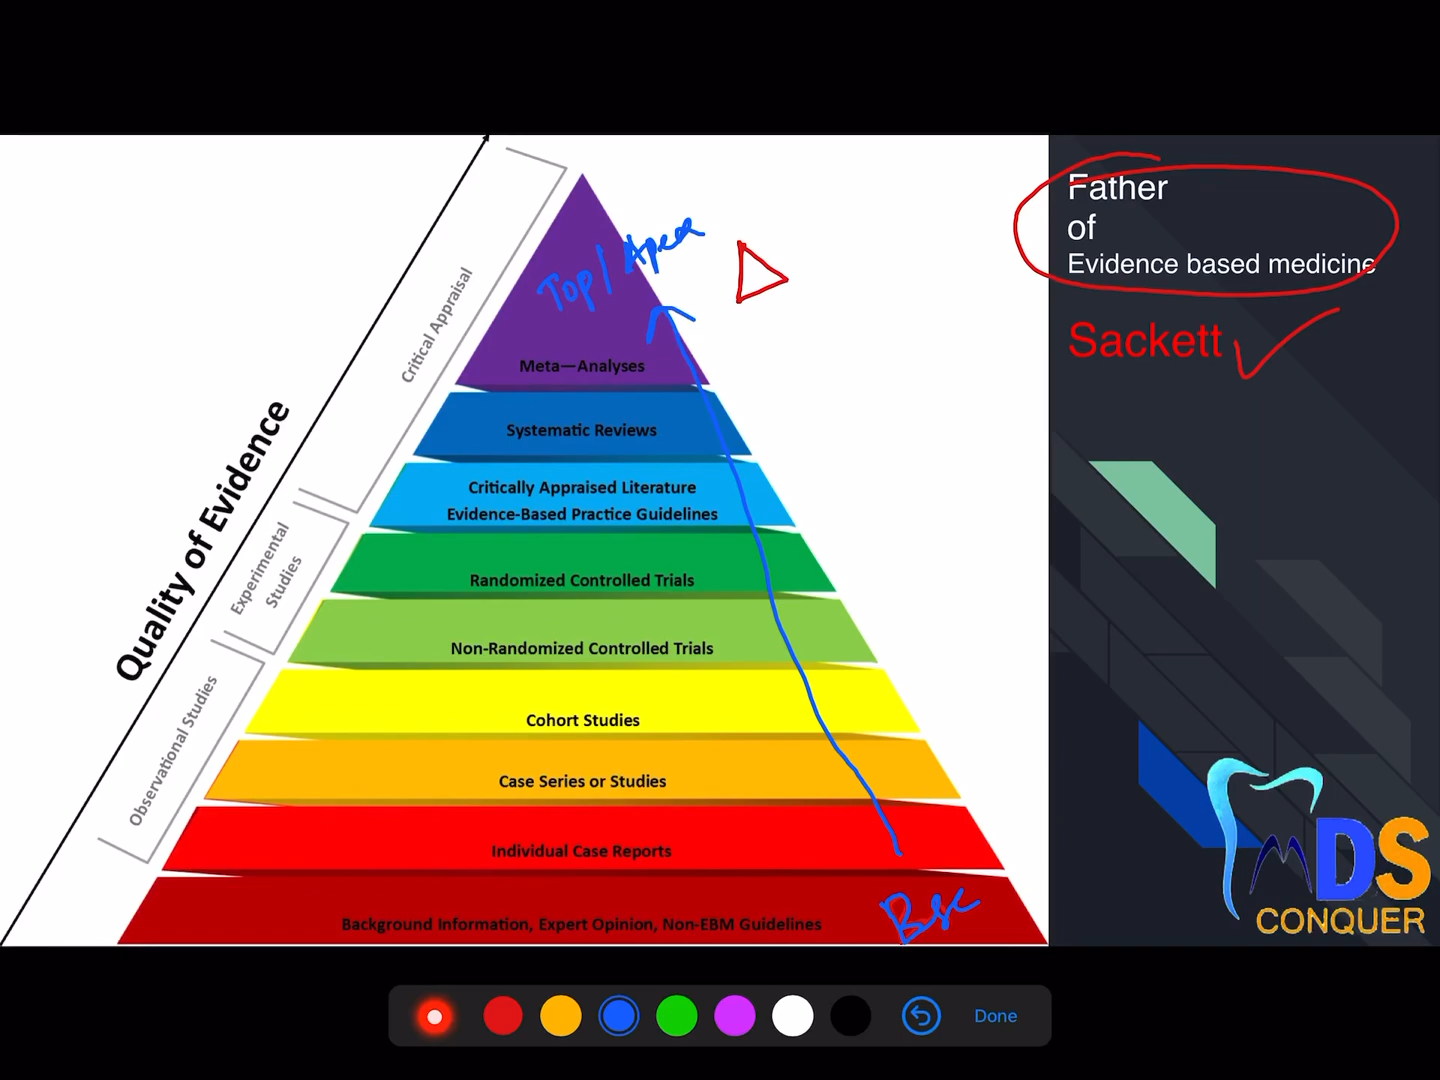 Father
of
Evidence based medicine
Sackett
Quality of Evidence
Critical Appraisal
Experimental
Studies
Observational Studies
Top/ Apex
Meta—Analyses
Systematic Reviews
Critically Appraised Literature
Evidence-Based Practice Guidelines
Randomized Controlled Trials
Non-Randomized Controlled Trials
Cohort Studies
Case Series or Studies
Individual Case Reports
Background Information, Expert Opinion, Non-EBM Guidelines
MDS
CONQUER
Done